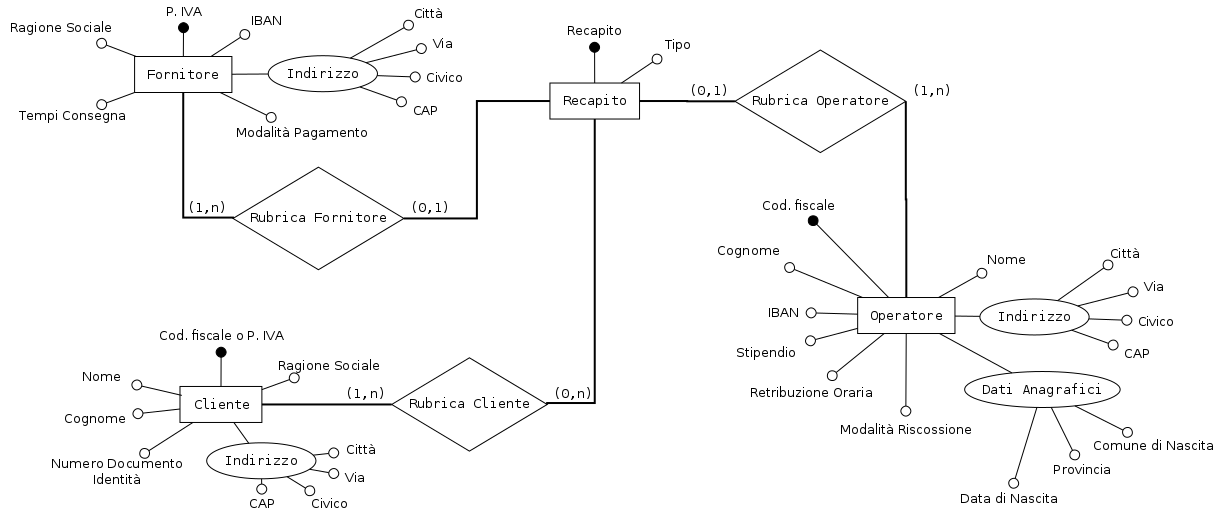 P. IVA
Ragione Sociale
IBAN
Città
Via
Fornitore
Indirizzo
Civico
CAP
Tempi Consegna
Modalità Pagamento
Recapito
Tipo
Recapito
(0,1)
Rubrica Operatore
(1,n)
(1,n)
Rubrica Fornitore
(0,1)
Cod. fiscale
Cognome
Nome
Città
Via
IBAN
Operatore
Indirizzo
Civico
Stipendio
CAP
Retribuzione Oraria
Dati Anagrafici
Modalità Riscossione
Comune di Nascita
Provincia
Data di Nascita
Cod. fiscale o P. IVA
Ragione Sociale
Nome
Cliente
(1,n)
Rubrica Cliente
(0,n)
Cognome
Numero Documento
Identità
Indirizzo
Città
Via
CAP
Civico